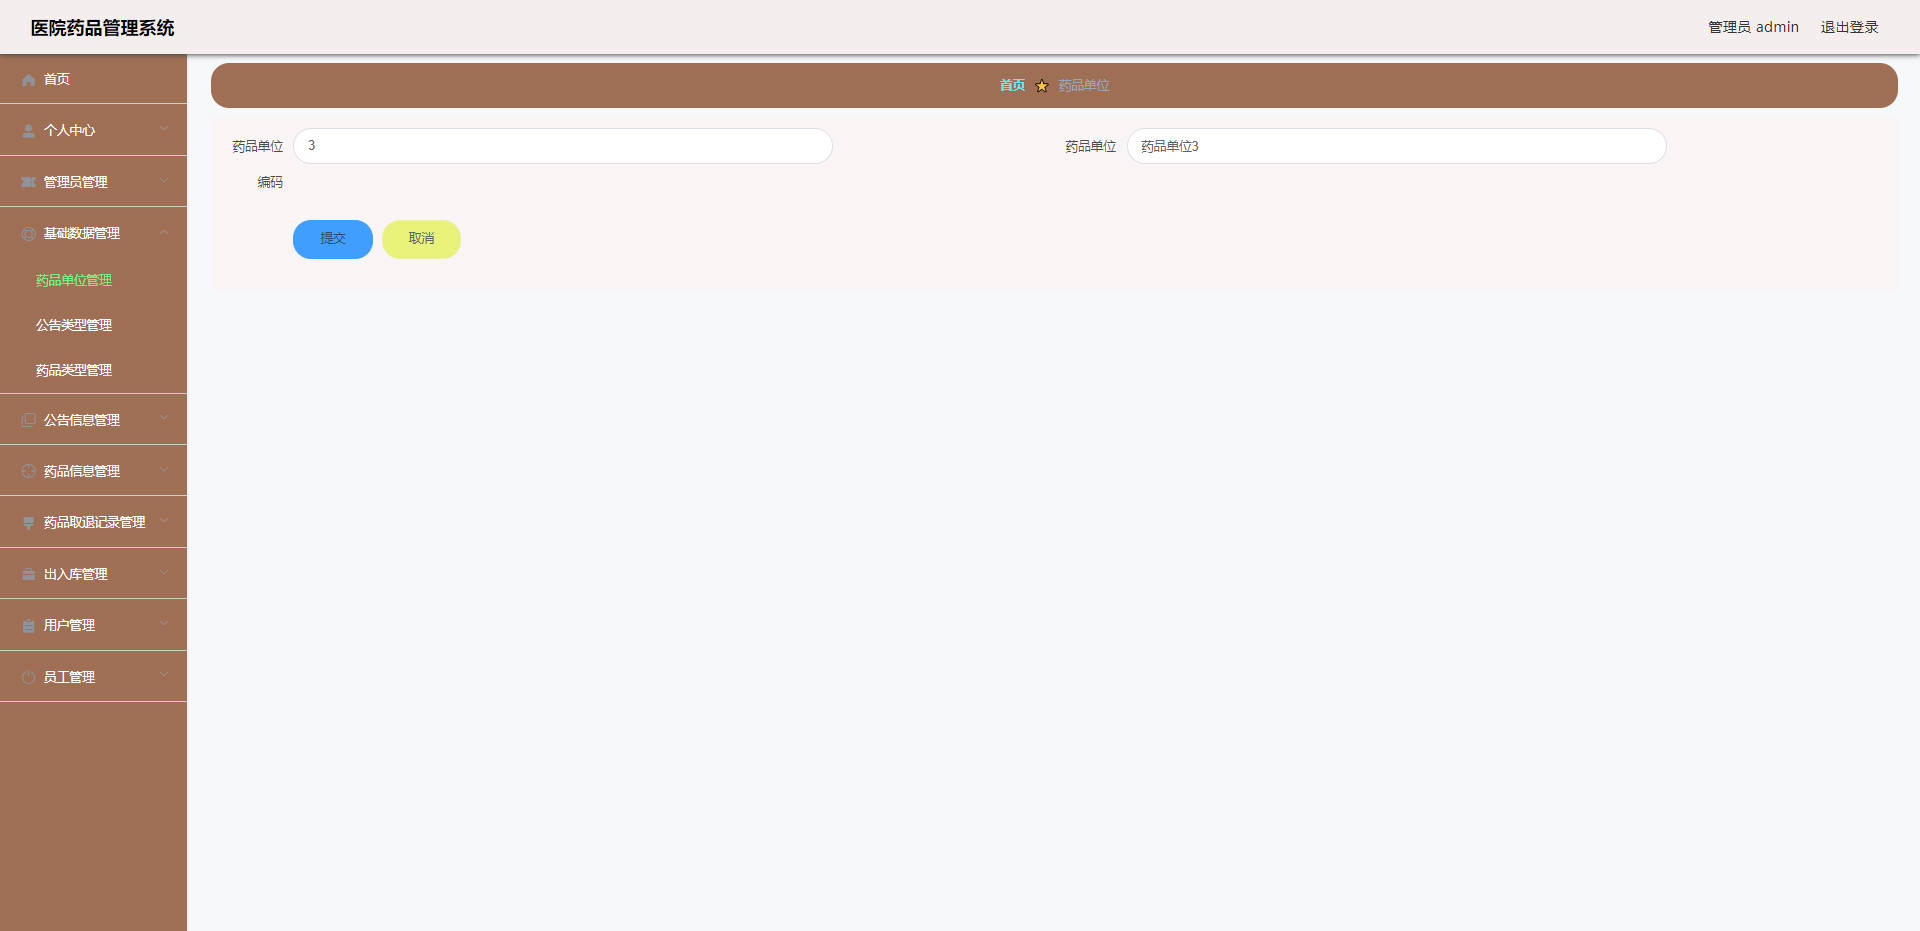 医院药品管理系统
管理员 admin 退出登录
首页
个人中心
管理员管理
基础数据管理
药品单位管理
公告类型管理
药品类型管理
公告信息管理
药品信息管理
药品取退记录管理
出入库管理
用户管理
员工管理
首页 药品单位
药品单位编码 3
药品单位 药品单位3
提交 取消